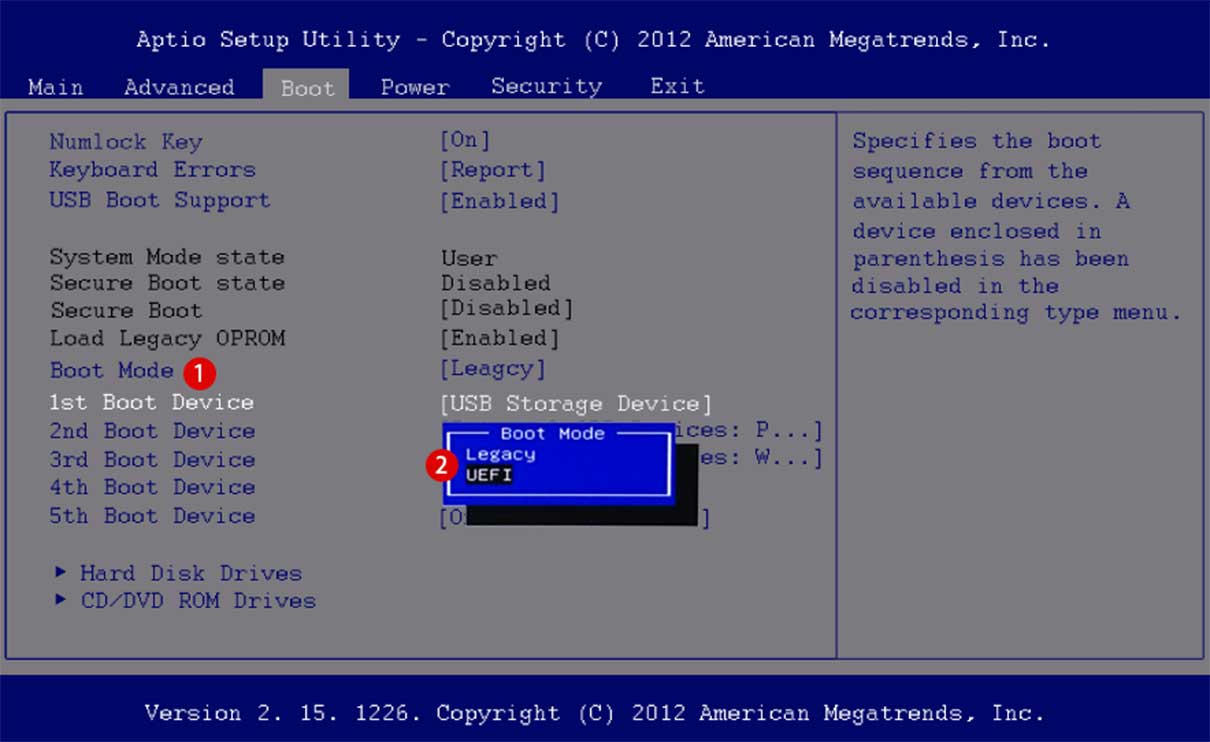 Aptio Setup Utility - Copyright (C) 2012 American Megatrends, Inc.
Main Advanced Boot Power Security Exit
Numlock Key [On]
Keyboard Errors [Report]
USB Boot Support [Enabled]
System Mode state User
Secure Boot state Disabled
Secure Boot [Disabled]
Load Legacy OPROM [Enabled]
Boot Mode 1 [Leagcy]
1st Boot Device [USB Storage Device]
2nd Boot Device ices: P...]
3rd Boot Device es: W...]
4th Boot Device
5th Boot Device [O ]
Boot Mode
Legacy
2
UEFI
Hard Disk Drives
CD/DVD ROM Drives
Specifies the boot
sequence from the
available devices. A
device enclosed in
parenthesis has been
disabled in the
corresponding type menu.
Version 2. 15. 1226. Copyright (C) 2012 American Megatrends, Inc.